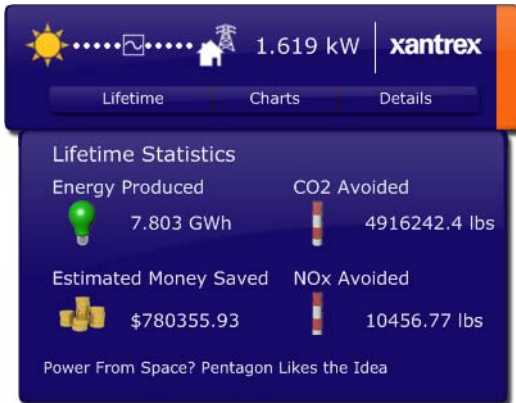 1.619 kW xantrex
Lifetime Charts Details
Lifetime Statistics
Energy Produced CO2 Avoided
7.803 GWh 4916242.4 lbs
Estimated Money Saved NOx Avoided
$780355.93 10456.77 lbs
Power From Space? Pentagon Likes the Idea